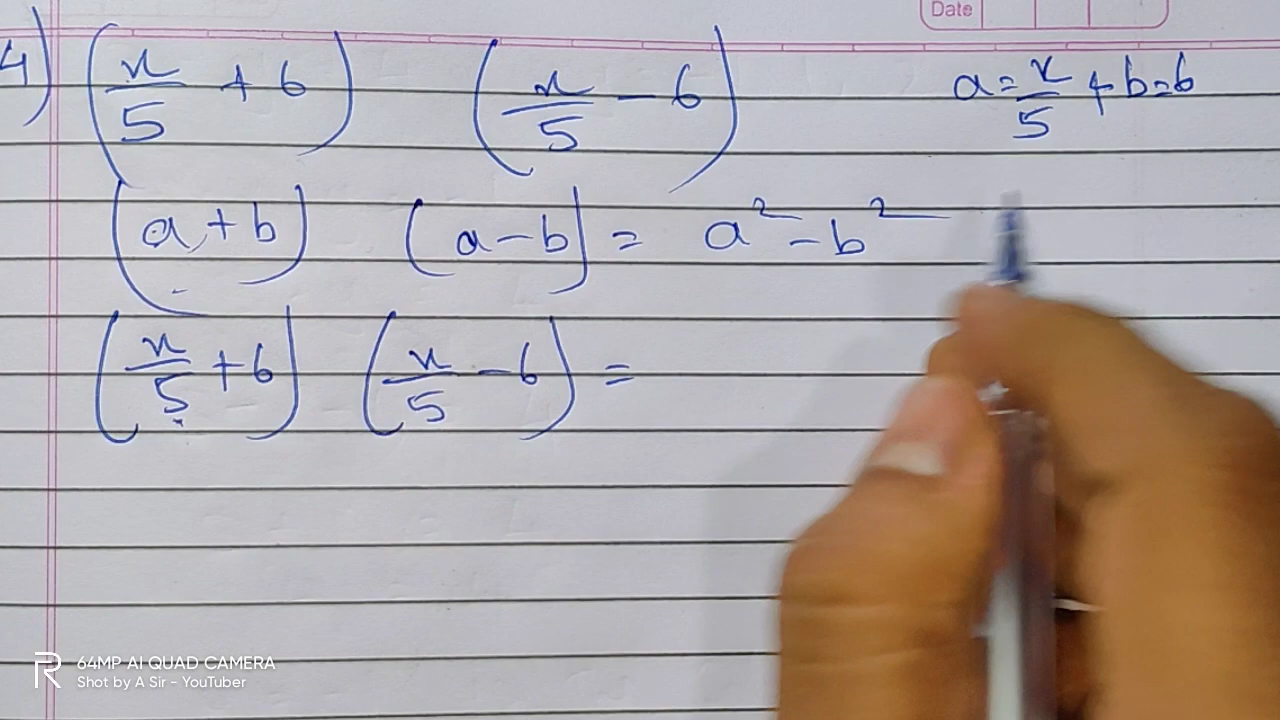 Date
4) (x/5 + 6) (x/5 - 6) a = x/5 + b = 6
(a + b) (a - b) = a² - b²
(x/5 + 6) (x/5 - 6) =
64MP AI QUAD CAMERA
Shot by A Sir - YouTuber